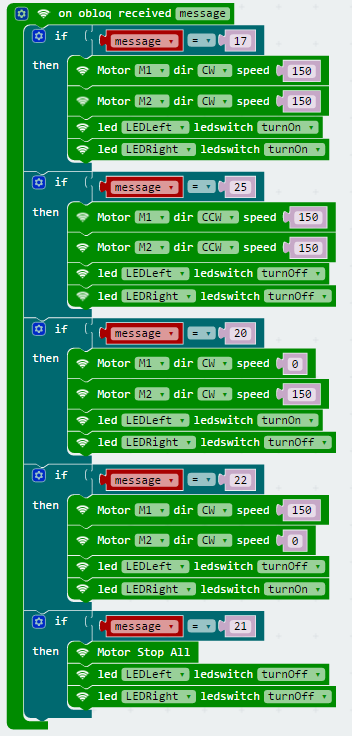 on obloq received message
if message = 17
then
Motor M1 dir CW speed 150
Motor M2 dir CW speed 150
led LEDLeft ledswitch turnOn
led LEDRight ledswitch turnOn
if message = 25
then
Motor M1 dir CCW speed 150
Motor M2 dir CCW speed 150
led LEDLeft ledswitch turnOff
led LEDRight ledswitch turnOff
if message = 20
then
Motor M1 dir CW speed 0
Motor M2 dir CW speed 150
led LEDLeft ledswitch turnOn
led LEDRight ledswitch turnOff
if message = 22
then
Motor M1 dir CW speed 150
Motor M2 dir CW speed 0
led LEDLeft ledswitch turnOff
led LEDRight ledswitch turnOn
if message = 21
then
Motor Stop All
led LEDLeft ledswitch turnOff
led LEDRight ledswitch turnOff